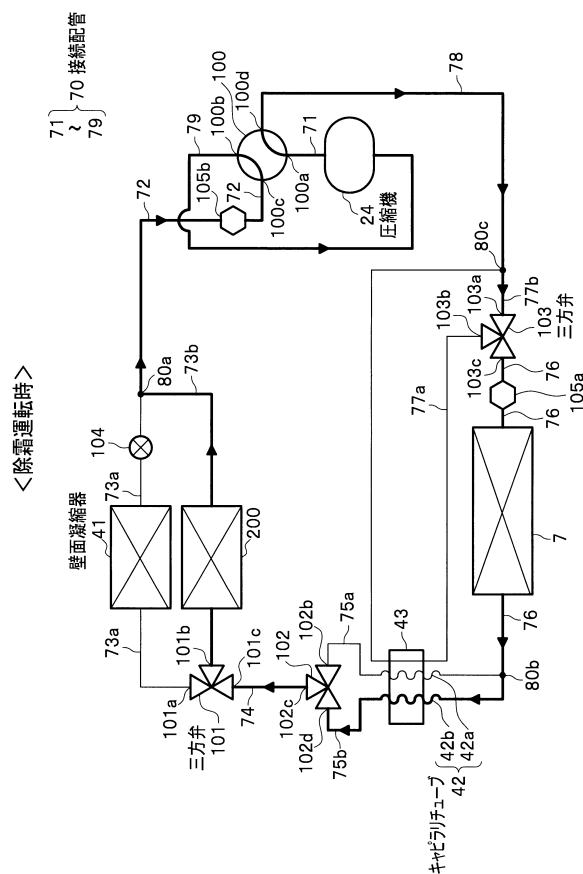 <除霜運転時>
71
~
79
70 接続配管
72
104
80a
73a
壁面凝縮器
41
73a
73b
200
101a
101b
101c
三方弁
101
74
102
102b
102c
102d
75a
75b
43
42b
42a
42
キャピラリチューブ
80b
76
7
76
105a
76
103c
103
三方弁
103b
103a
77b
77a
80c
78
105b
79
72
100
100b
100d
100c
100a
71
24
圧縮機